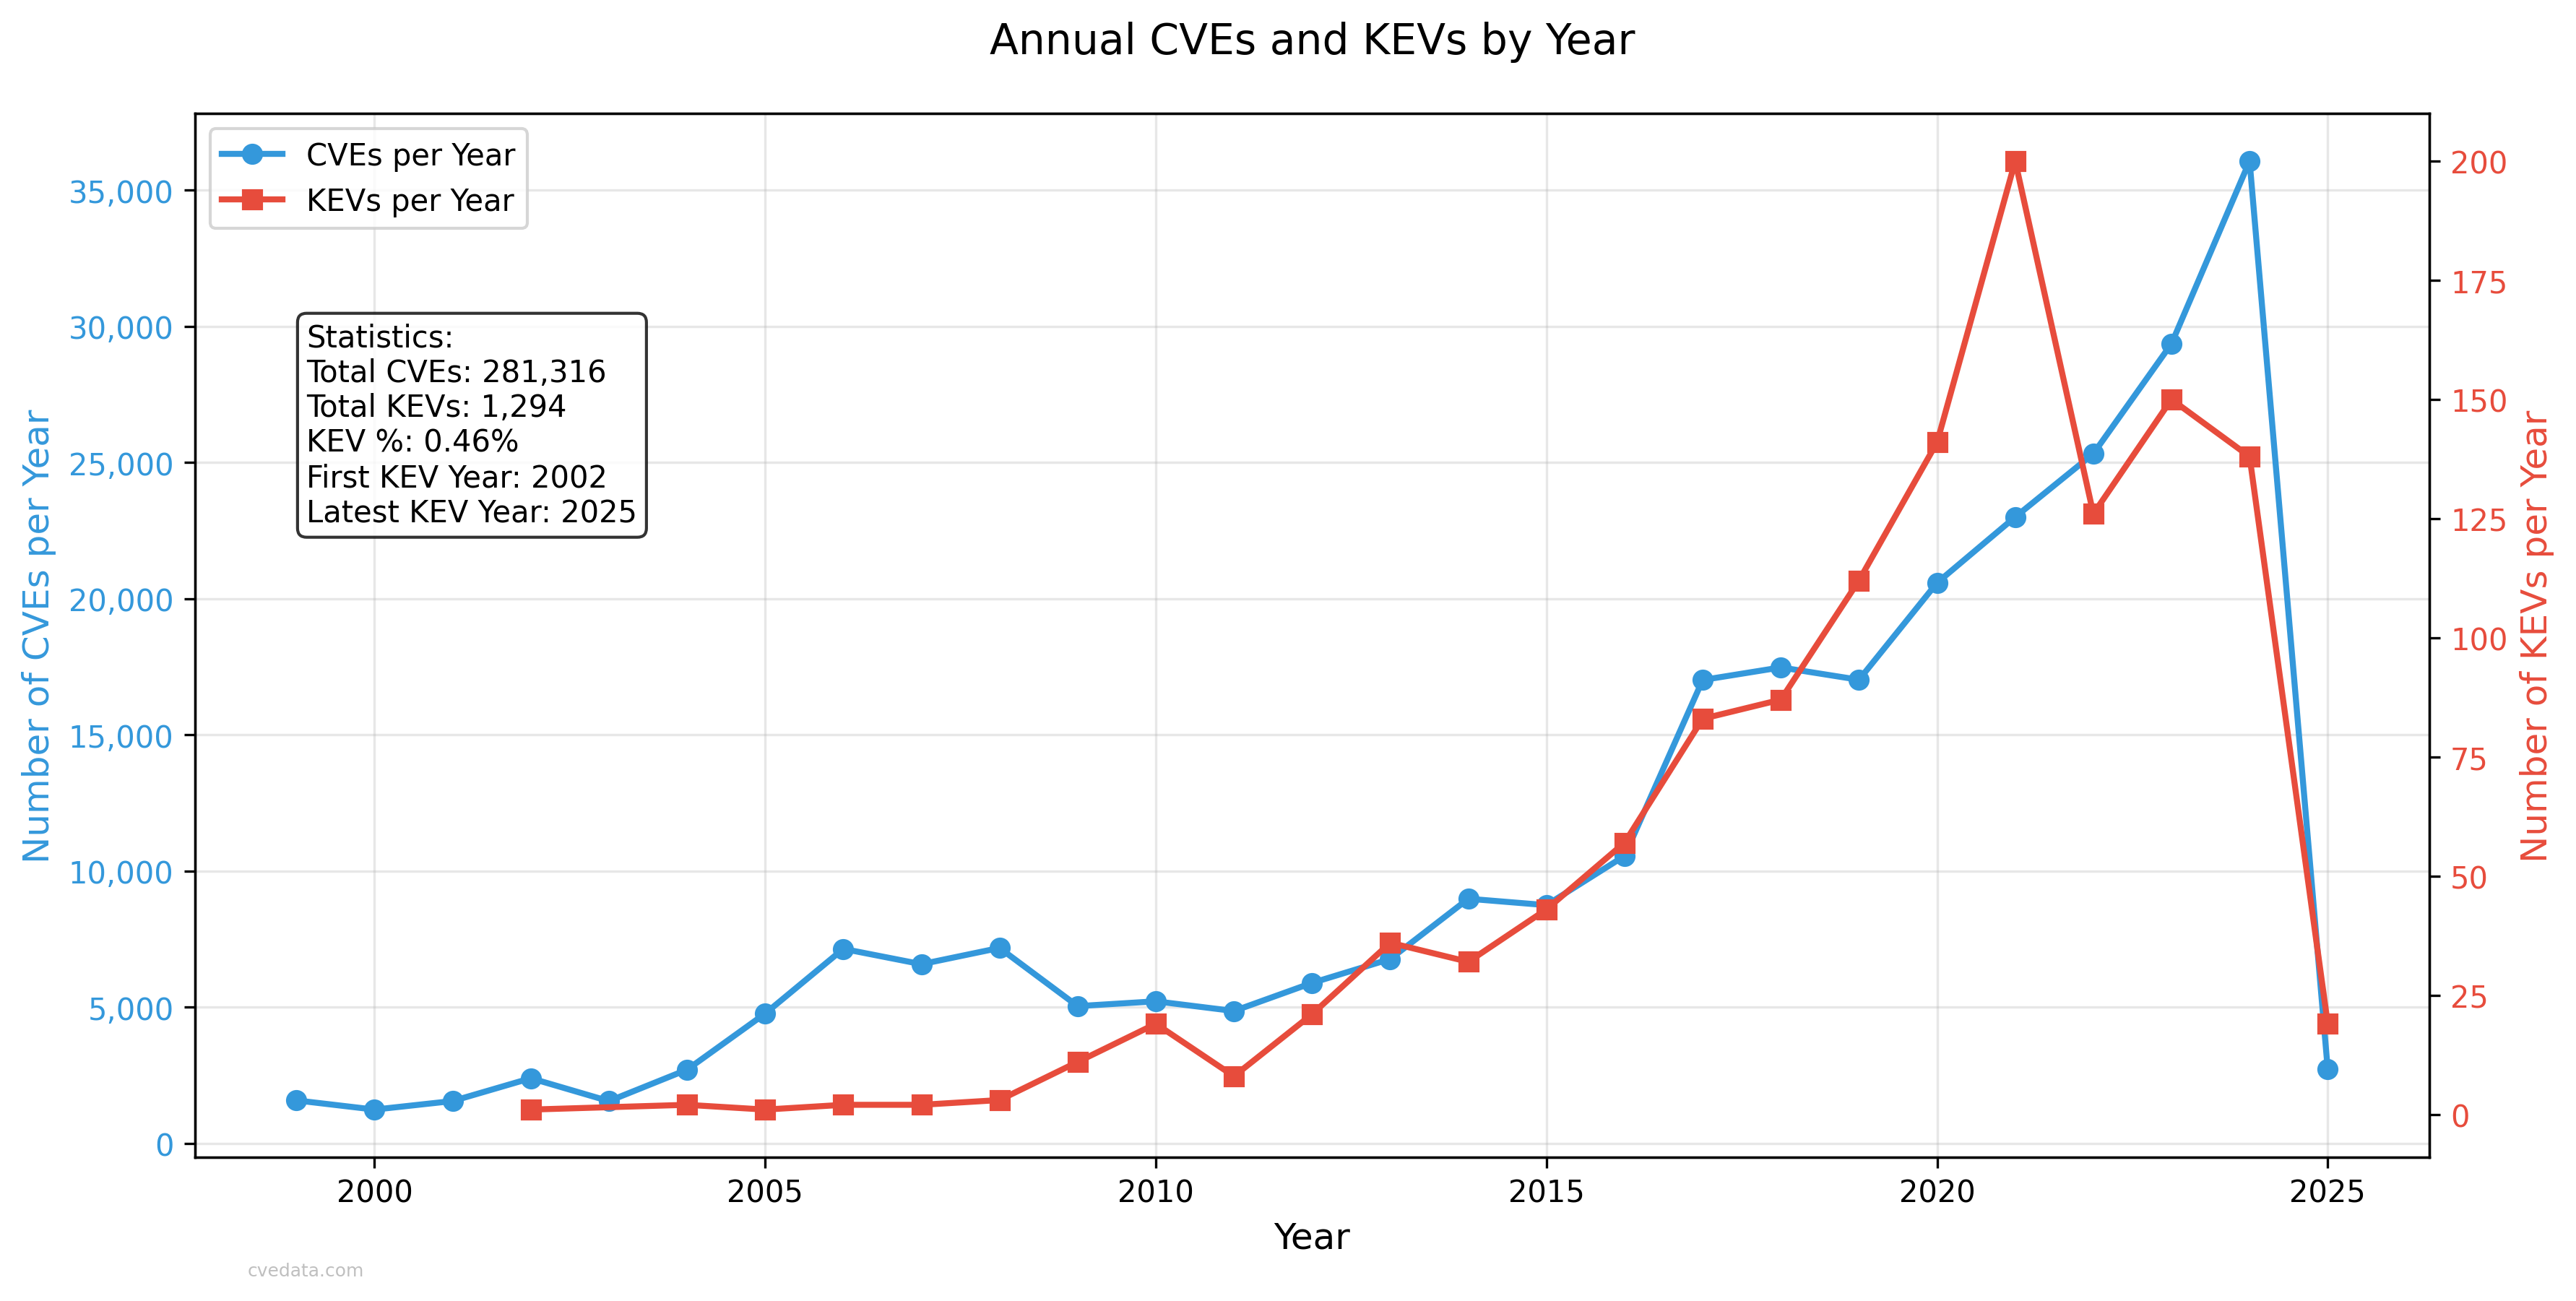 Annual CVEs and KEVs by Year
CVEs per Year
KEVs per Year
Statistics:
Total CVEs: 281,316
Total KEVs: 1,294
KEV %: 0.46%
First KEV Year: 2002
Latest KEV Year: 2025
Number of CVEs per Year
35,000
30,000
25,000
20,000
15,000
10,000
5,000
0
200
175
150
125
100
75
50
25
0
Number of KEVs per Year
2000
2005
2010
2015
2020
2025
Year
cvedata.com